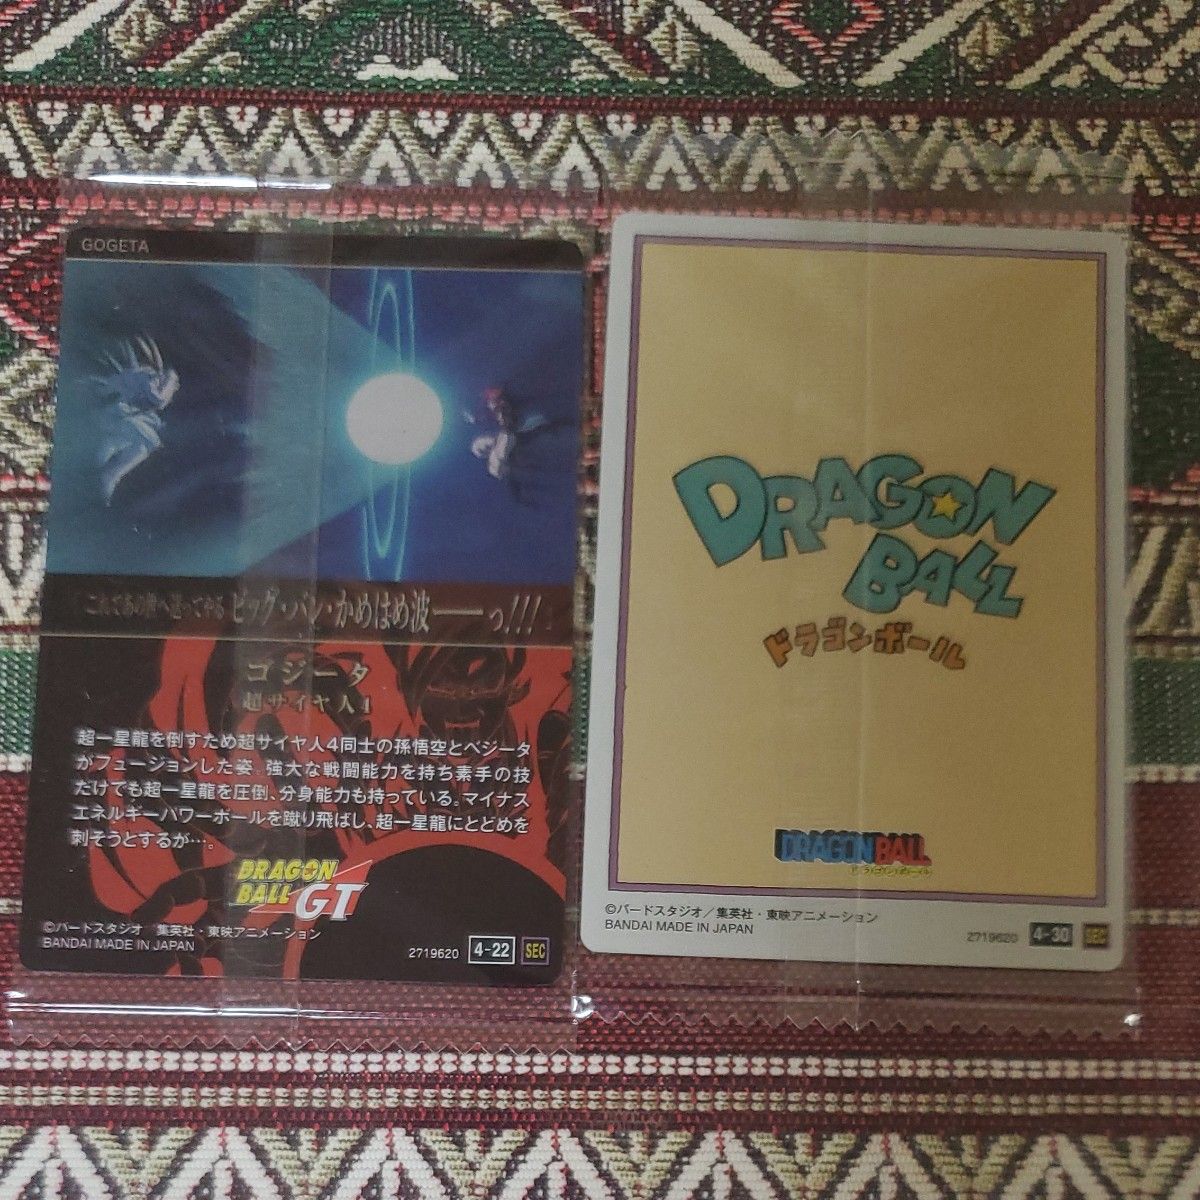 GOGETA
「これであの世へ送ってやる ビッグ・バン・かめはめ波――っ!!!」
ゴジータ
超サイヤ人4
超一星龍を倒すため超サイヤ人4同士の孫悟空とベジータ
がフュージョンした姿。強大な戦闘能力を持ち素手の技
だけでも超一星龍を圧倒、分身能力も持っている。マイナス
エネルギーパワーボールを蹴り飛ばし、超一星龍にとどめを
刺そうとするが…。
DRAGON
BALL GT
©バードスタジオ／集英社・東映アニメーション
BANDAI MADE IN JAPAN
2719620 4-22 SEC
DRAGON
BALL
ドラゴンボール
DRAGON BALL
ドラゴンボール
©バードスタジオ／集英社・東映アニメーション
BANDAI MADE IN JAPAN
2719620 4-30 SEC